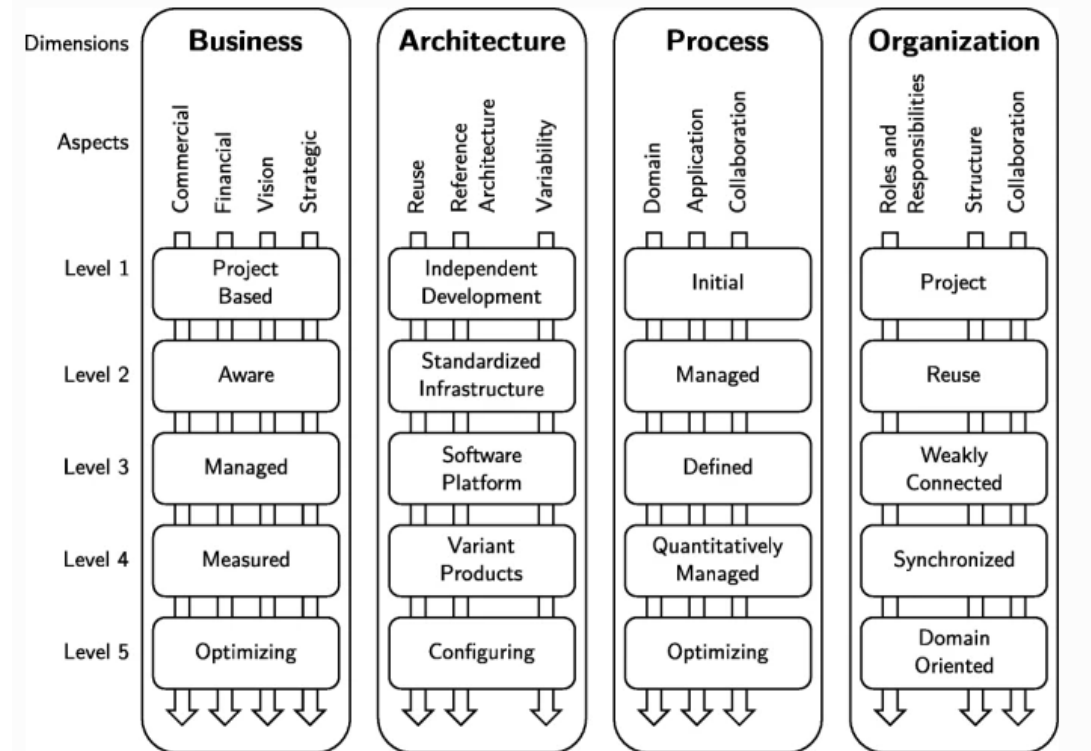 Dimensions
Business
Architecture
Process
Organization
Aspects
Commercial
Financial
Vision
Strategic
Reuse
Reference
Architecture
Variability
Domain
Application
Collaboration
Roles and
Responsibilities
Structure
Collaboration
Level 1
Project
Based
Independent
Development
Initial
Project
Level 2
Aware
Standardized
Infrastructure
Managed
Reuse
Level 3
Managed
Software
Platform
Defined
Weakly
Connected
Level 4
Measured
Variant
Products
Quantitatively
Managed
Synchronized
Level 5
Optimizing
Configuring
Optimizing
Domain
Oriented